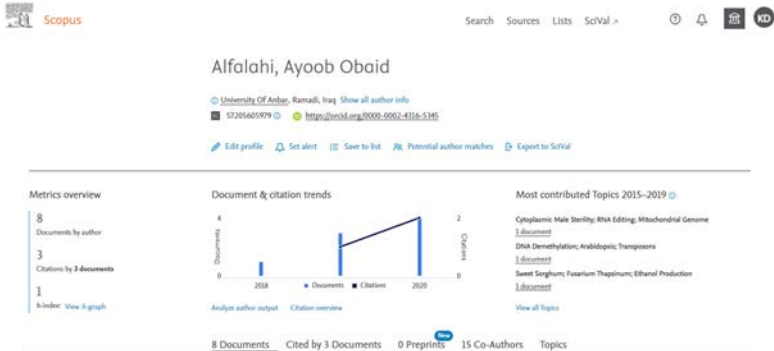 Scopus
Search Sources Lists SciVal ↗
KD
Alfalahi, Ayoob Obaid
University Of Anbar, Ramadi, Iraq Show all author info
57205605979 https://orcid.org/0000-0002-4316-5345
Edit profile Set alert Save to list Potential author matches Export to SciVal
Metrics overview
8
Documents by author
3
Citations by 3 documents
1
h-index: View h-graph
Document & citation trends
4
2
Documents
Citations
0
0
2018
2020
Documents Citations
Analyze author output Citation overview
Most contributed Topics 2015–2019
Cytoplasmic Male Sterility; RNA Editing; Mitochondrial Genome
1 document
DNA Demethylation; Arabidopsis; Transposons
1 document
Sweet Sorghum; Fusarium Thapsinum; Ethanol Production
1 document
View all Topics
New
8 Documents Cited by 3 Documents 0 Preprints 15 Co-Authors Topics